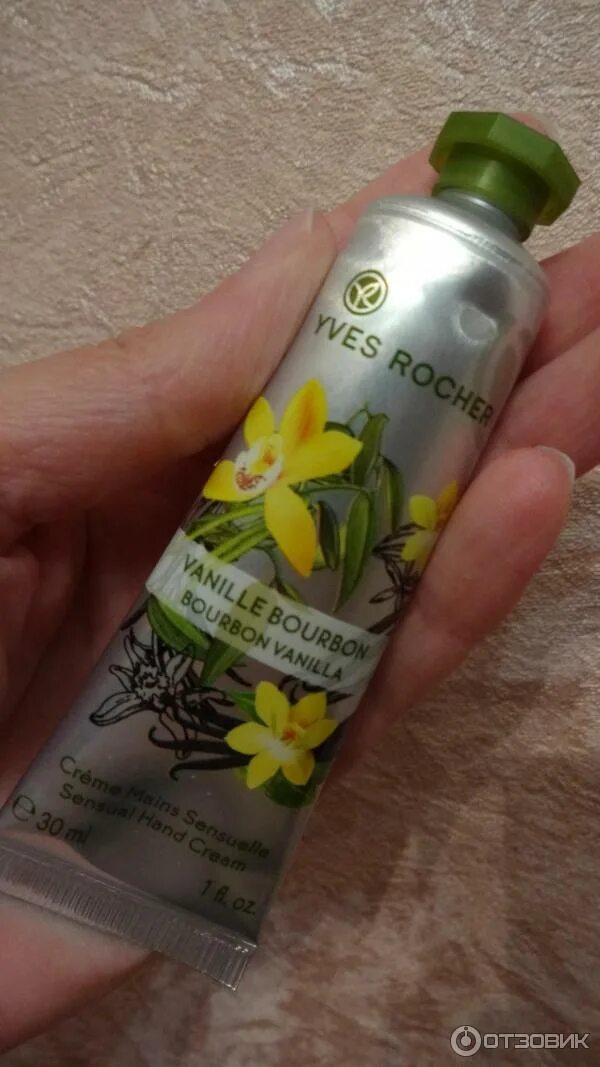 YVES ROCHER
VANILLE BOURBON
BOURBON VANILLA
Crème Mains Sensuelle
Sensual Hand Cream
℮ 30 ml
1 fl. oz.
ОТЗОВИК